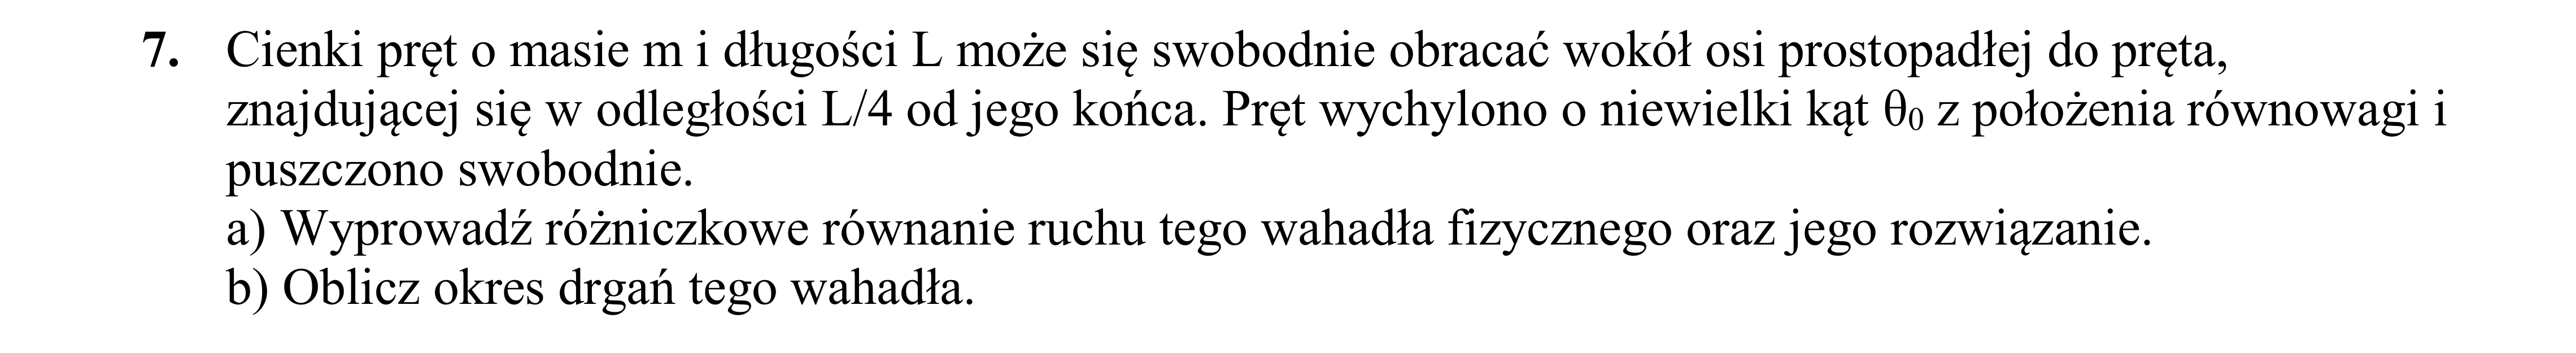 7. Cienki pręt o masie m i długości L może się swobodnie obracać wokół osi prostopadłej do pręta,
znajdującej się w odległości L/4 od jego końca. Pręt wychylono o niewielki kąt θ₀ z położenia równowagi i
puszczono swobodnie.
a) Wyprowadź różniczkowe równanie ruchu tego wahadła fizycznego oraz jego rozwiązanie.
b) Oblicz okres drgań tego wahadła.